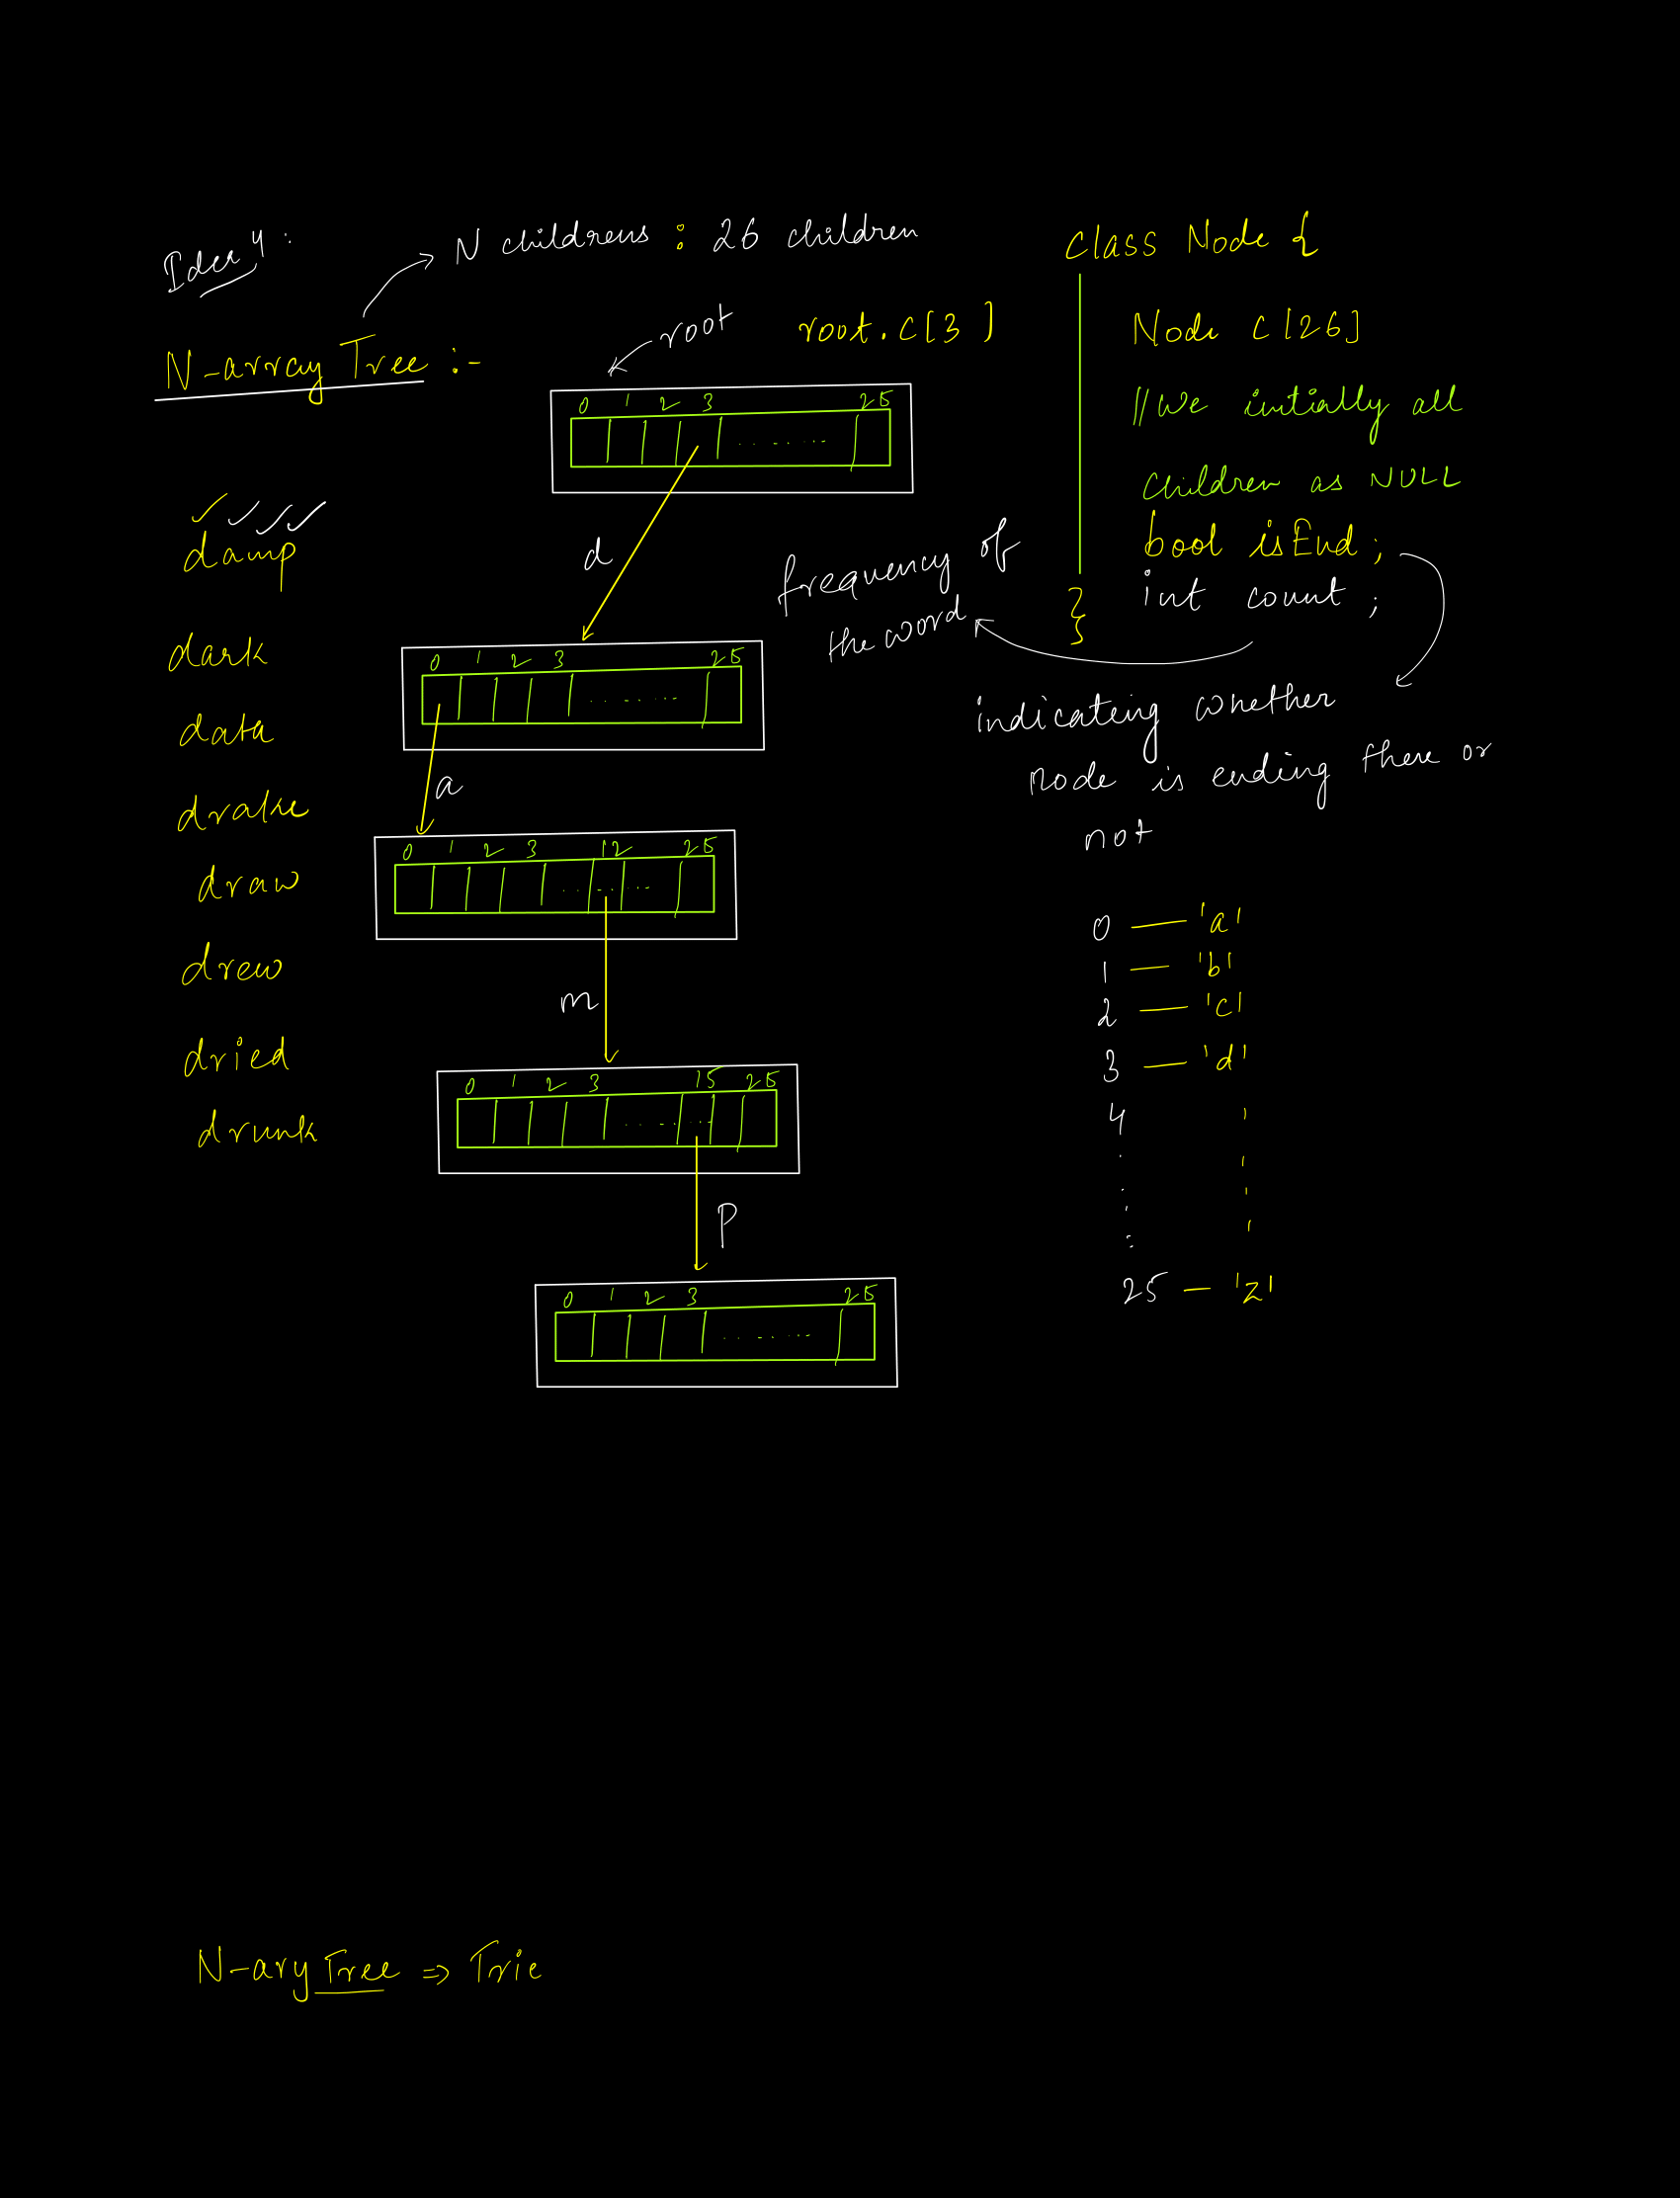 Idea 4 :
N childrens : 26 children
N-array Tree :-
root
root.c[3]
0 1 2 3 25
d
0 1 2 3 25
a
0 1 2 3 12 25
m
0 1 2 3 15 25
p
0 1 2 3 25
damp
dark
data
drake
draw
drew
dried
drunk
class Node {
Node c[26]
// We initially all
children as NULL
bool isEnd ;
int count ;
}
frequency of
the word
indicating whether
node is ending there or
not
0 — 'a'
1 — 'b'
2 — 'c'
3 — 'd'
4
25 — 'z'
N-ary Tree => Trie